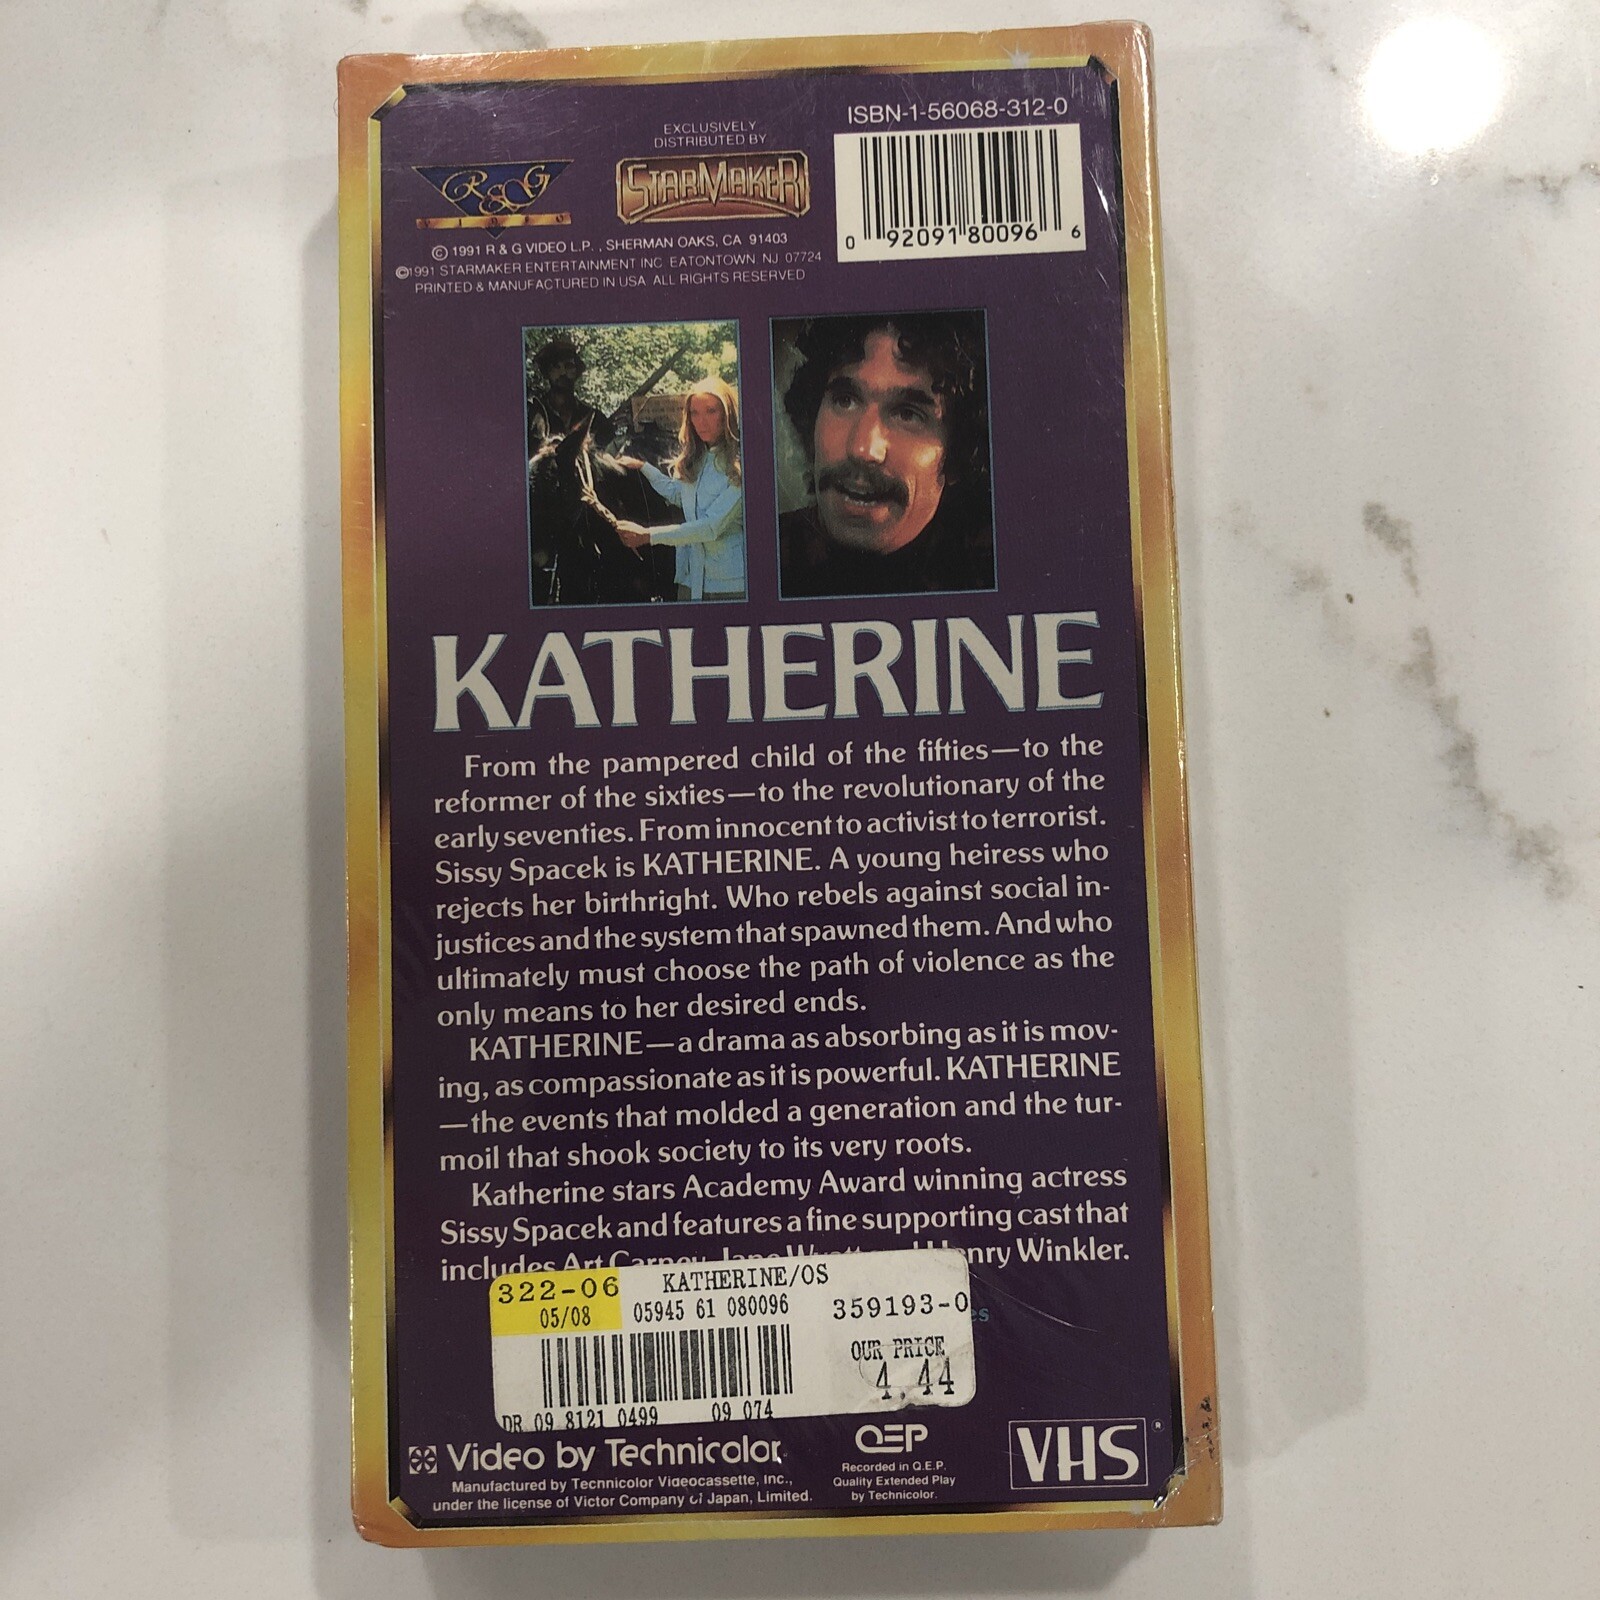 ISBN-1-56068-312-0
EXCLUSIVELY
DISTRIBUTED BY
R&G
VIDEO
STARMAKER
0 92091 80096 6
© 1991 R & G VIDEO L.P. , SHERMAN OAKS, CA 91403
©1991 STARMAKER ENTERTAINMENT INC EATONTOWN NJ 07724
PRINTED & MANUFACTURED IN USA ALL RIGHTS RESERVED
KATHERINE
From the pampered child of the fifties—to the
reformer of the sixties—to the revolutionary of the
early seventies. From innocent to activist to terrorist.
Sissy Spacek is KATHERINE. A young heiress who
rejects her birthright. Who rebels against social in-
justices and the system that spawned them. And who
ultimately must choose the path of violence as the
only means to her desired ends.
KATHERINE—a drama as absorbing as it is mov-
ing, as compassionate as it is powerful. KATHERINE
—the events that molded a generation and the tur-
moil that shook society to its very roots.
Katherine stars Academy Award winning actress
Sissy Spacek and features a fine supporting cast that
includes Art Carney, Jane Wyatt and Henry Winkler.
322-06 KATHERINE/OS
05/08 05945 61 080096 359193-0
OUR PRICE
4.44
DR 09 8121 0499 09 074
Video by Technicolor.
Manufactured by Technicolor Videocassette, Inc.,
under the license of Victor Company of Japan, Limited.
QEP
Recorded in Q.E.P.
Quality Extended Play
by Technicolor.
VHS®